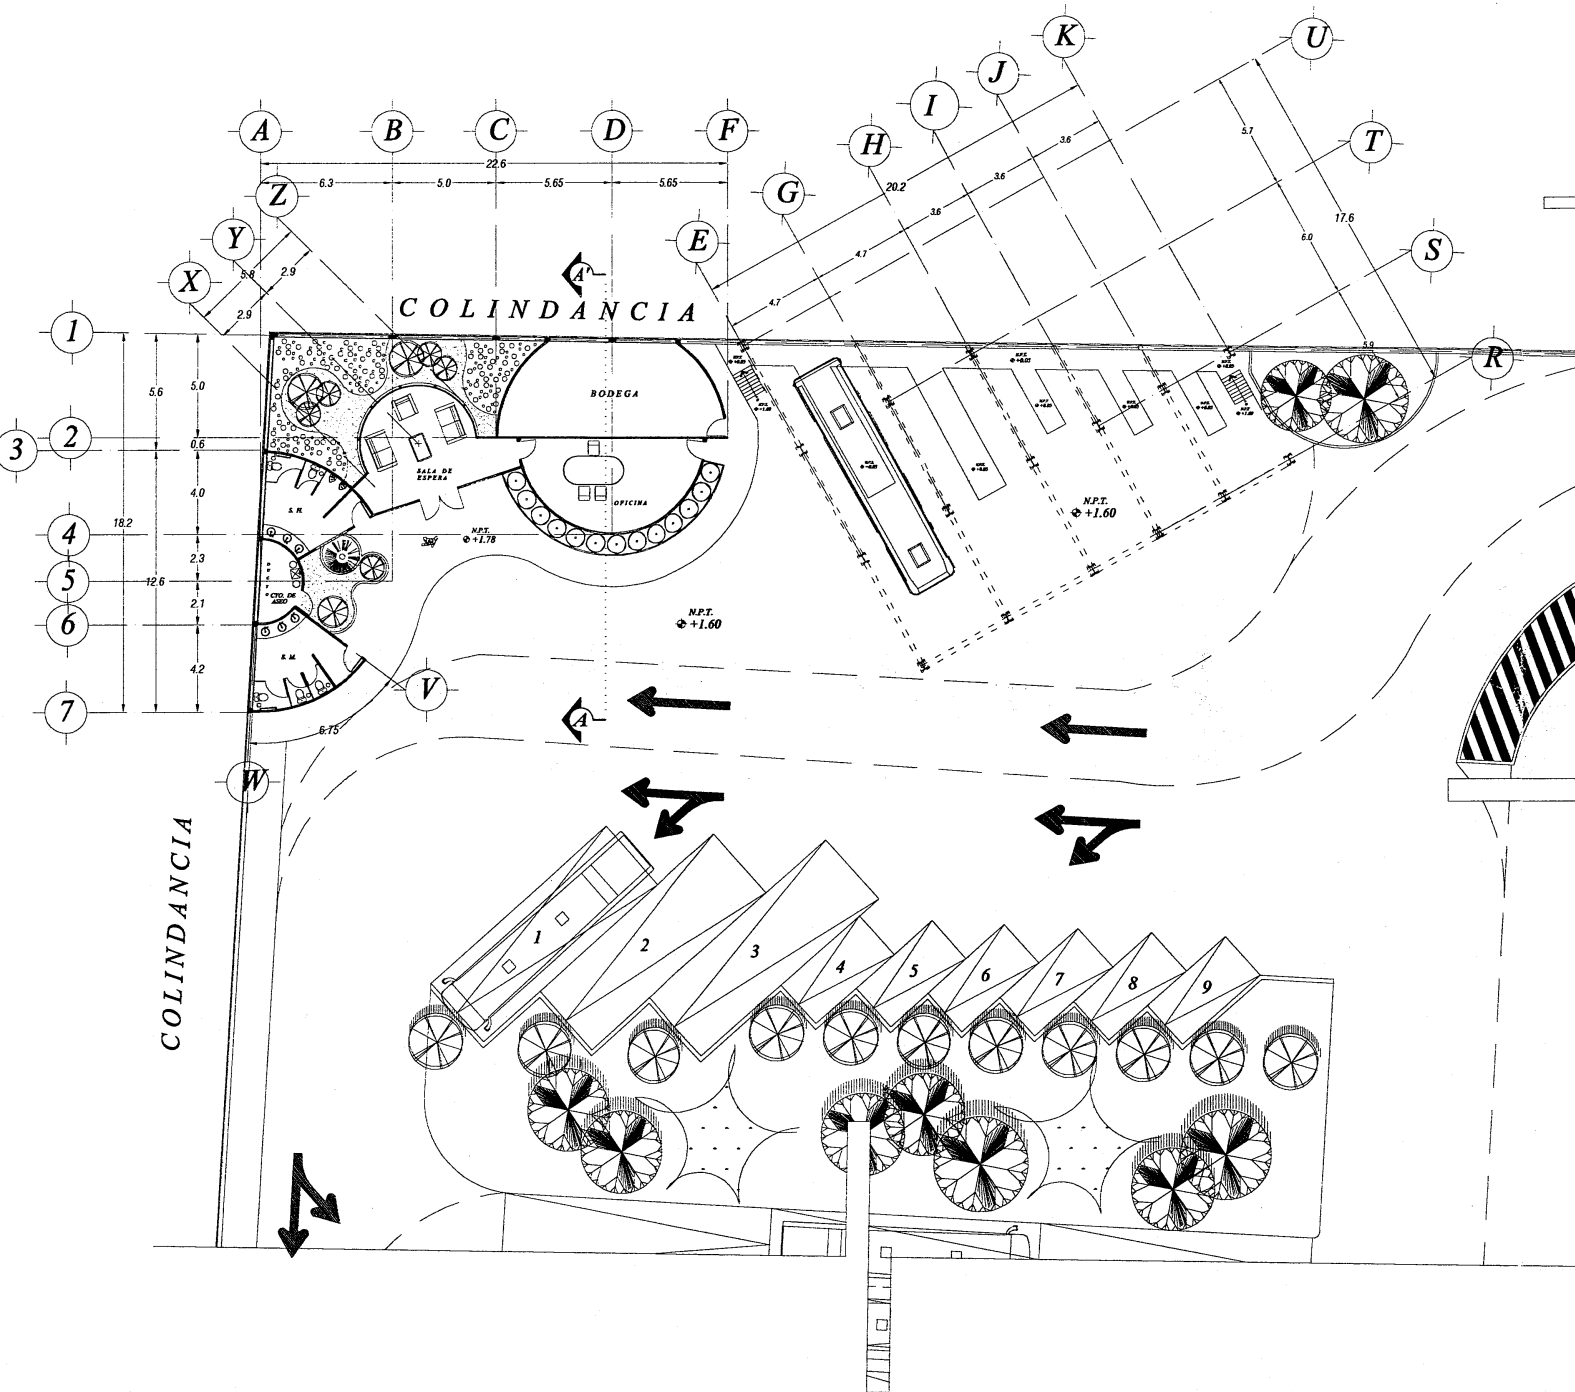 K
U
J
I
A
B
C
D
F
H
T
5.7
3.6
22.6
20.2
3.6
6.3
5.0
5.65
5.65
Z
G
3.6
17.6
Y
E
6.0
S
5.8
2.9
A'
4.7
X
2.9
4.7
COLINDANCIA
1
5.9
R
N.P.T.
5.6
5.0
BODEGA
2
3
0.6
SALA DE
ESPERA
4.0
OFICINA
N.P.T.
+1.60
S. H.
18.2
4
N.P.T.
+1.78
2.3
5
12.6
CTO. DE
ASEO
2.1
6
N.P.T.
+1.60
S. M.
4.2
V
7
A
6.75
W
COLINDANCIA
1
2
3
4
5
6
7
8
9